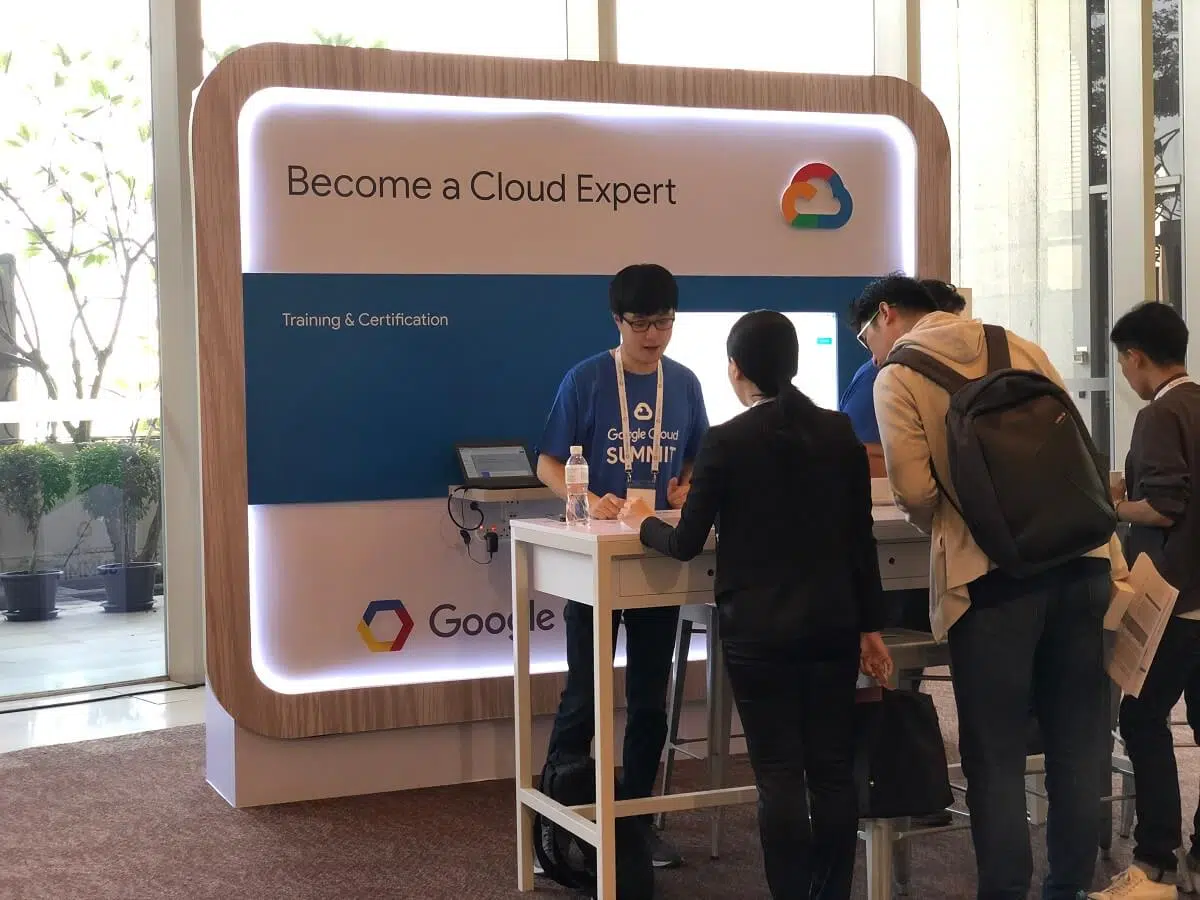 Become a Cloud Expert
Training & Certification
Google Cloud
SUMMIT
Google